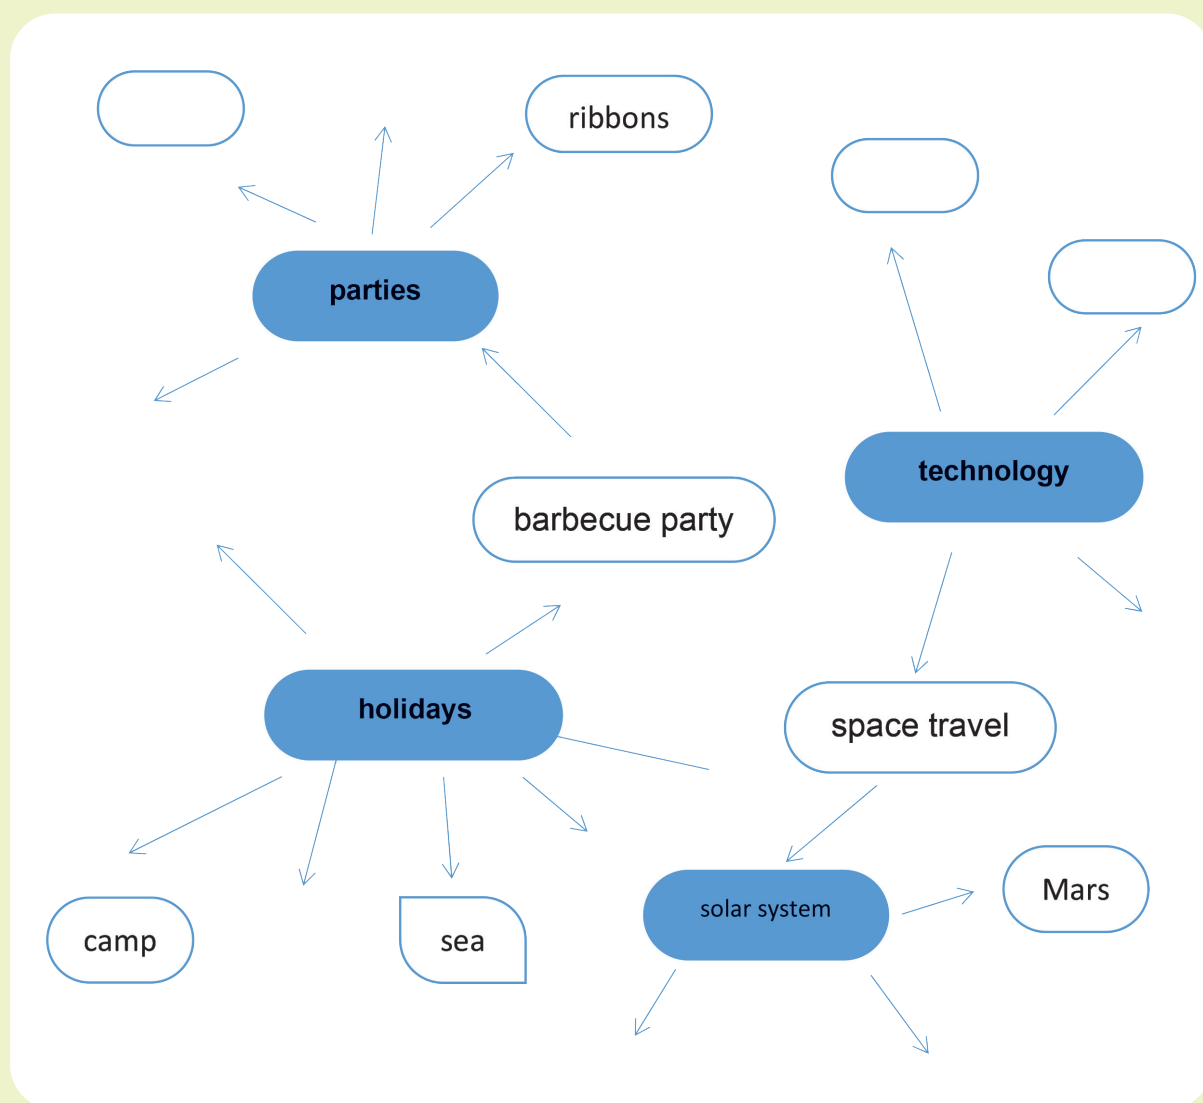 ribbons
parties
technology
barbecue party
holidays
space travel
Mars
solar system
camp
sea